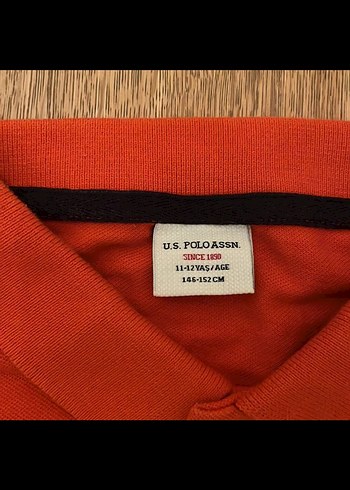 U.S. POLO ASSN.
SINCE 1890
11-12 YAŞ/AGE
146-152 CM